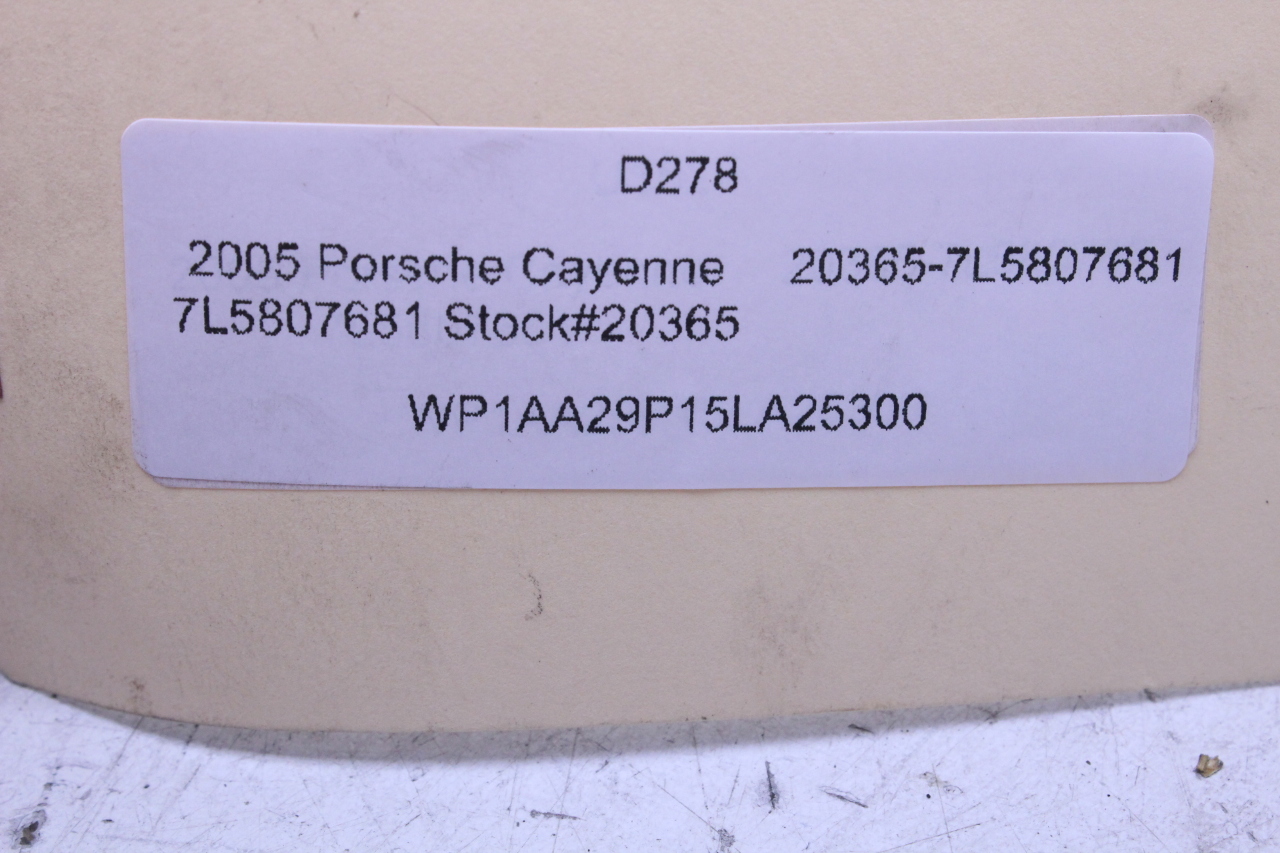 D278
2005 Porsche Cayenne 20365-7L5807681
7L5807681 Stock#20365
WP1AA29P15LA25300